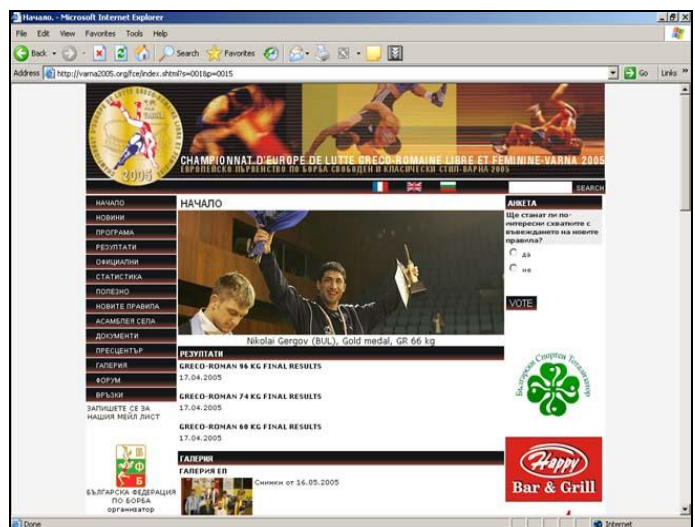 Начало. - Microsoft Internet Explorer
File Edit View Favorites Tools Help
Back Search Favorites
Address http://varna2005.org/fce/index.shtml?s=001&p=0015 Go Links »
2005
CHAMPIONNAT D'EUROPE DE LUTTE GRECO-ROMAINE LIBRE ET FEMININE-VARNA 2005
ЕВРОПЕЙСКО ПЪРВЕНСТВО ПО БОРБА СВОБОДЕН И КЛАСИЧЕСКИ СТИЛ-ВАРНА 2005
SEARCH
НАЧАЛО
НОВИНИ
ПРОГРАМА
РЕЗУЛТАТИ
ОФИЦИАЛНИ
СТАТИСТИКА
ПОЛЕЗНО
НОВИТЕ ПРАВИЛА
АСАМБЛЕЯ СЕЛА
ДОКУМЕНТИ
ПРЕСЦЕНТЪР
ГАЛЕРИЯ
ФОРУМ
ВРЪЗКИ
ЗАПИШЕТЕ СЕ ЗА
НАШИЯ МЕЙЛ ЛИСТ
Б
Ф
Б
БЪЛГАРСКА ФЕДЕРАЦИЯ
ПО БОРБА
организатор
НАЧАЛО
Nikolai Gergov (BUL), Gold medal, GR 66 kg
РЕЗУЛТАТИ
GRECO-ROMAN 96 KG FINAL RESULTS
17.04.2005
GRECO-ROMAN 74 KG FINAL RESULTS
17.04.2005
GRECO-ROMAN 60 KG FINAL RESULTS
17.04.2005
ГАЛЕРИЯ
ГАЛЕРИЯ ЕП
Снимки от 16.05.2005
АНКЕТА
Ще станат ли по-
интересни схватките с
въвеждането на новите
правила?
да
не
VOTE
Български Спортен Тотализатор
Happy
Bar & Grill
Done Internet